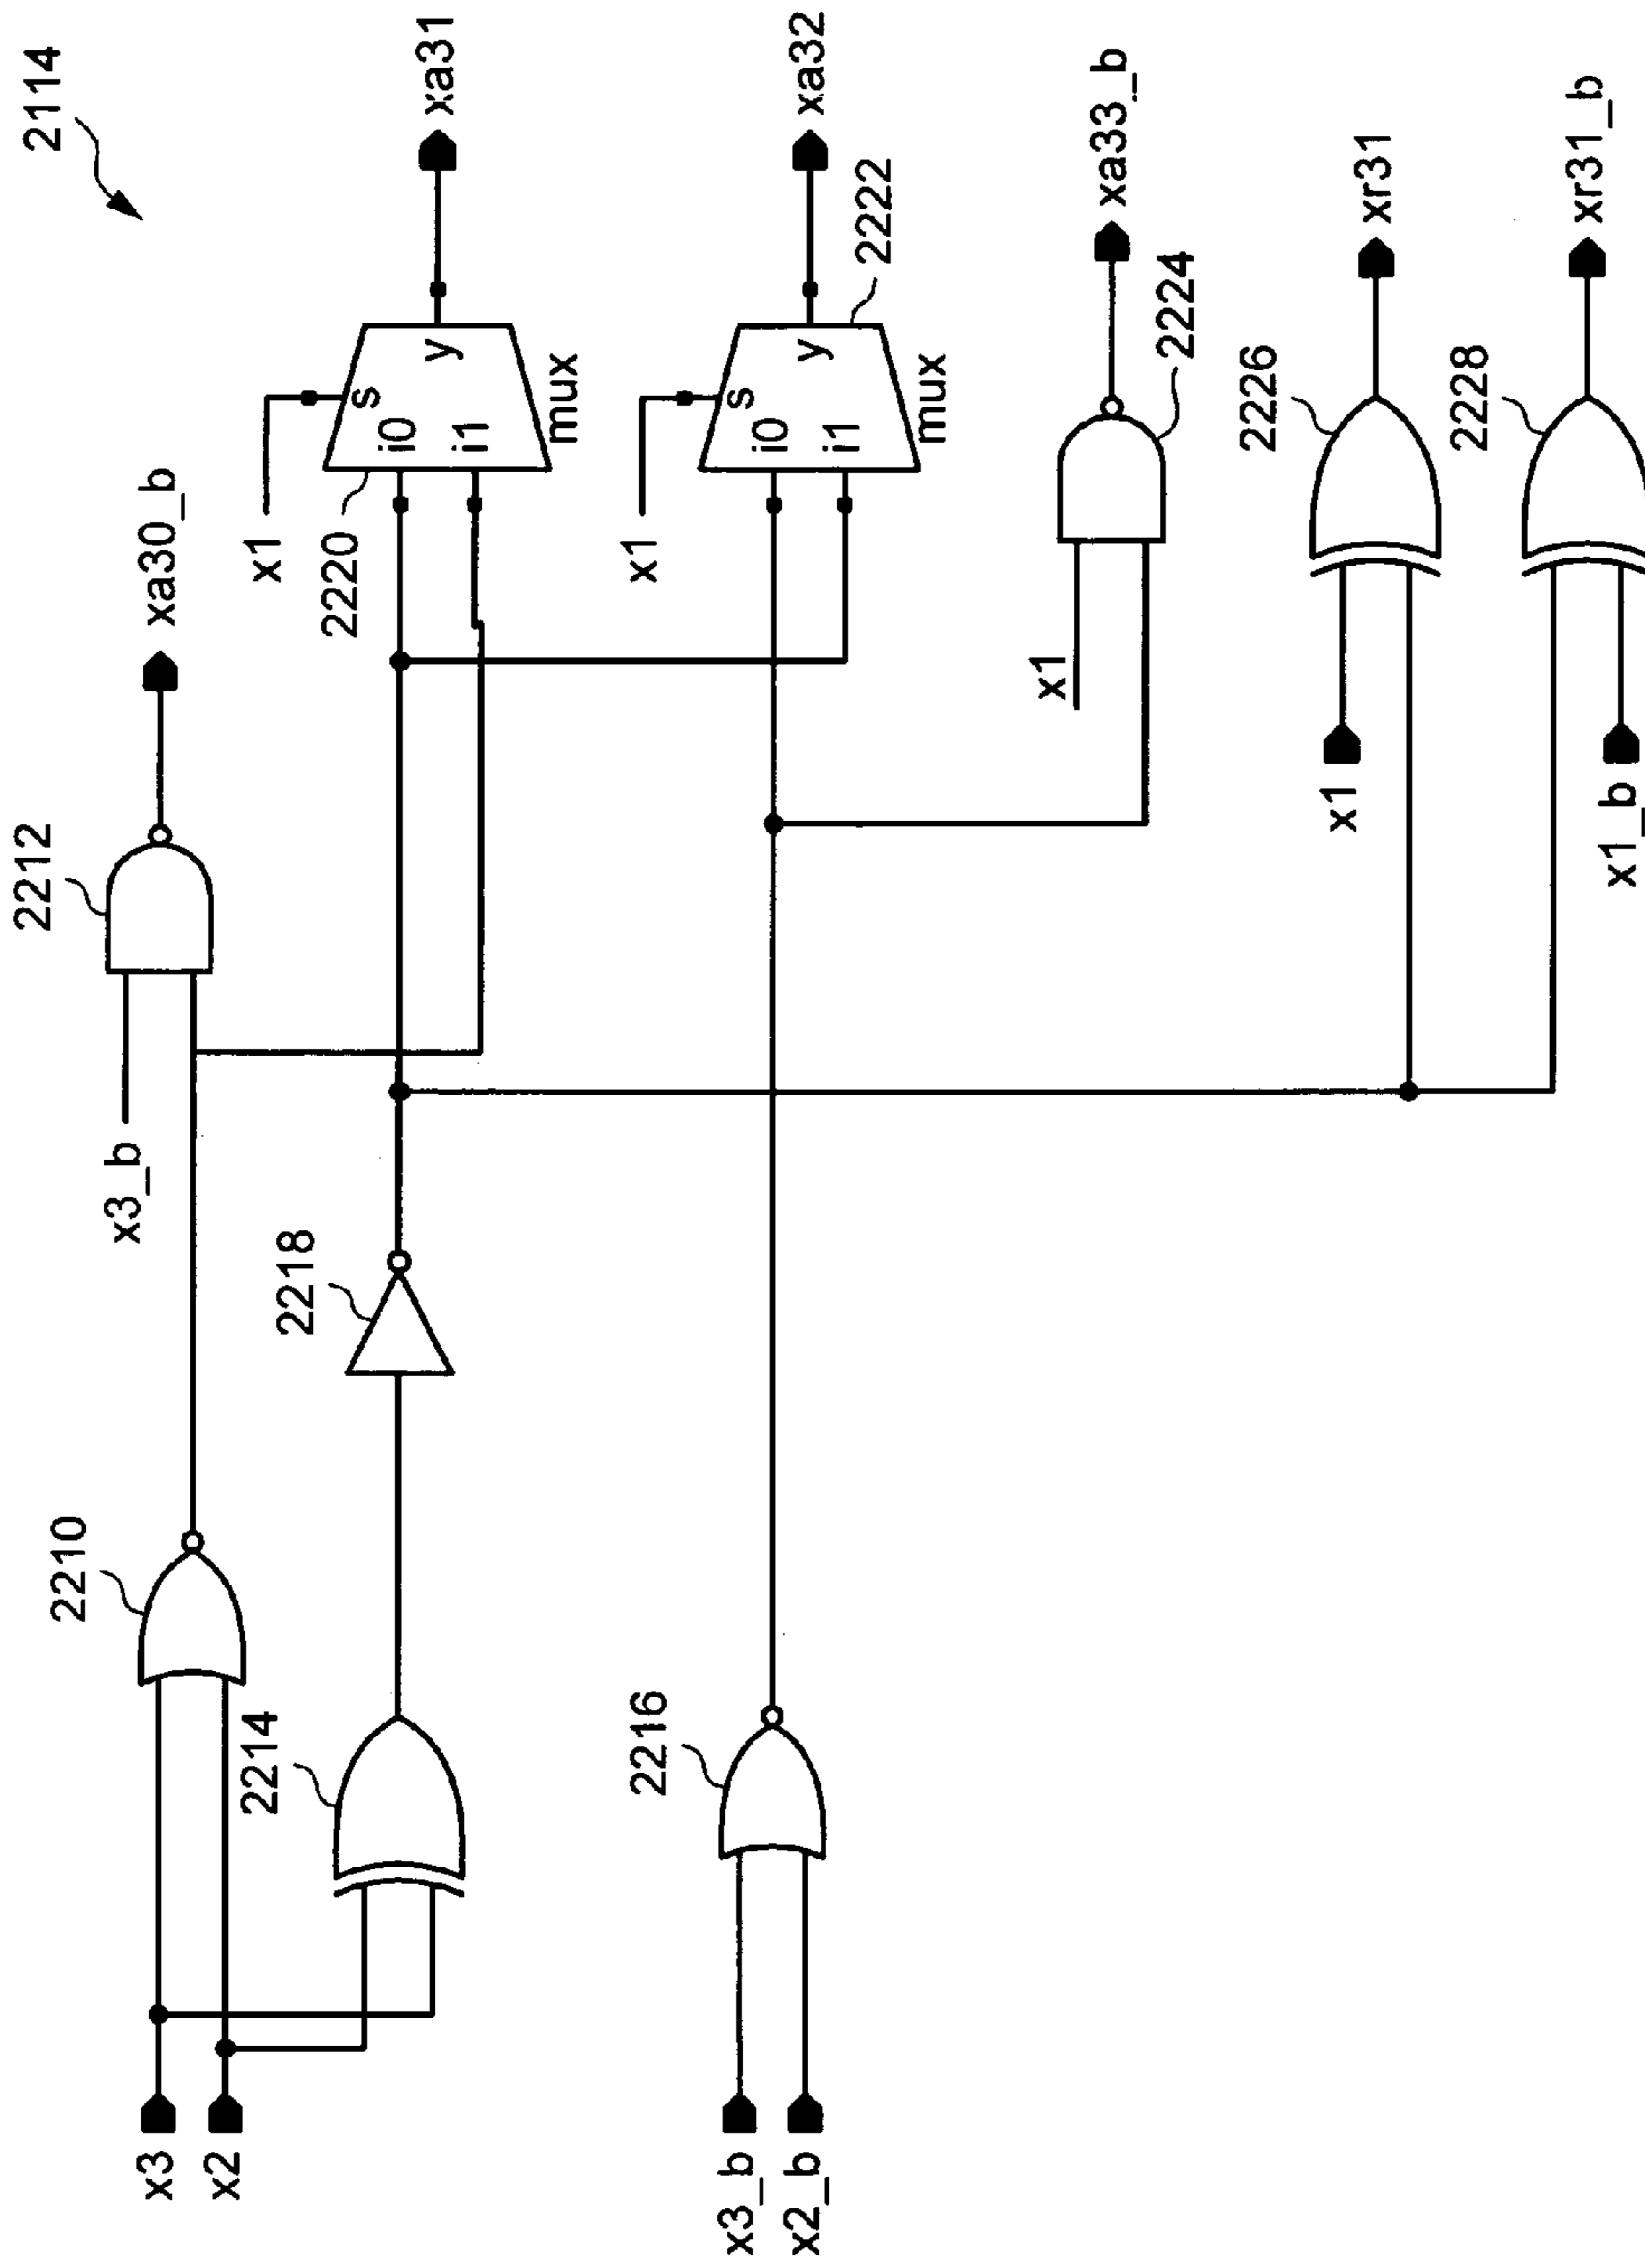 2114
x3
x2
2210
x3_b
2212
xa30_b
2214
2218
x1
2220
s
i0
i1
y
mux
xa31
x3_b
x2_b
2216
x1
s
i0
i1
y
mux
2222
xa32
x1
2224
xa33_b
x1
2226
xr31
x1_b
2228
xr31_b